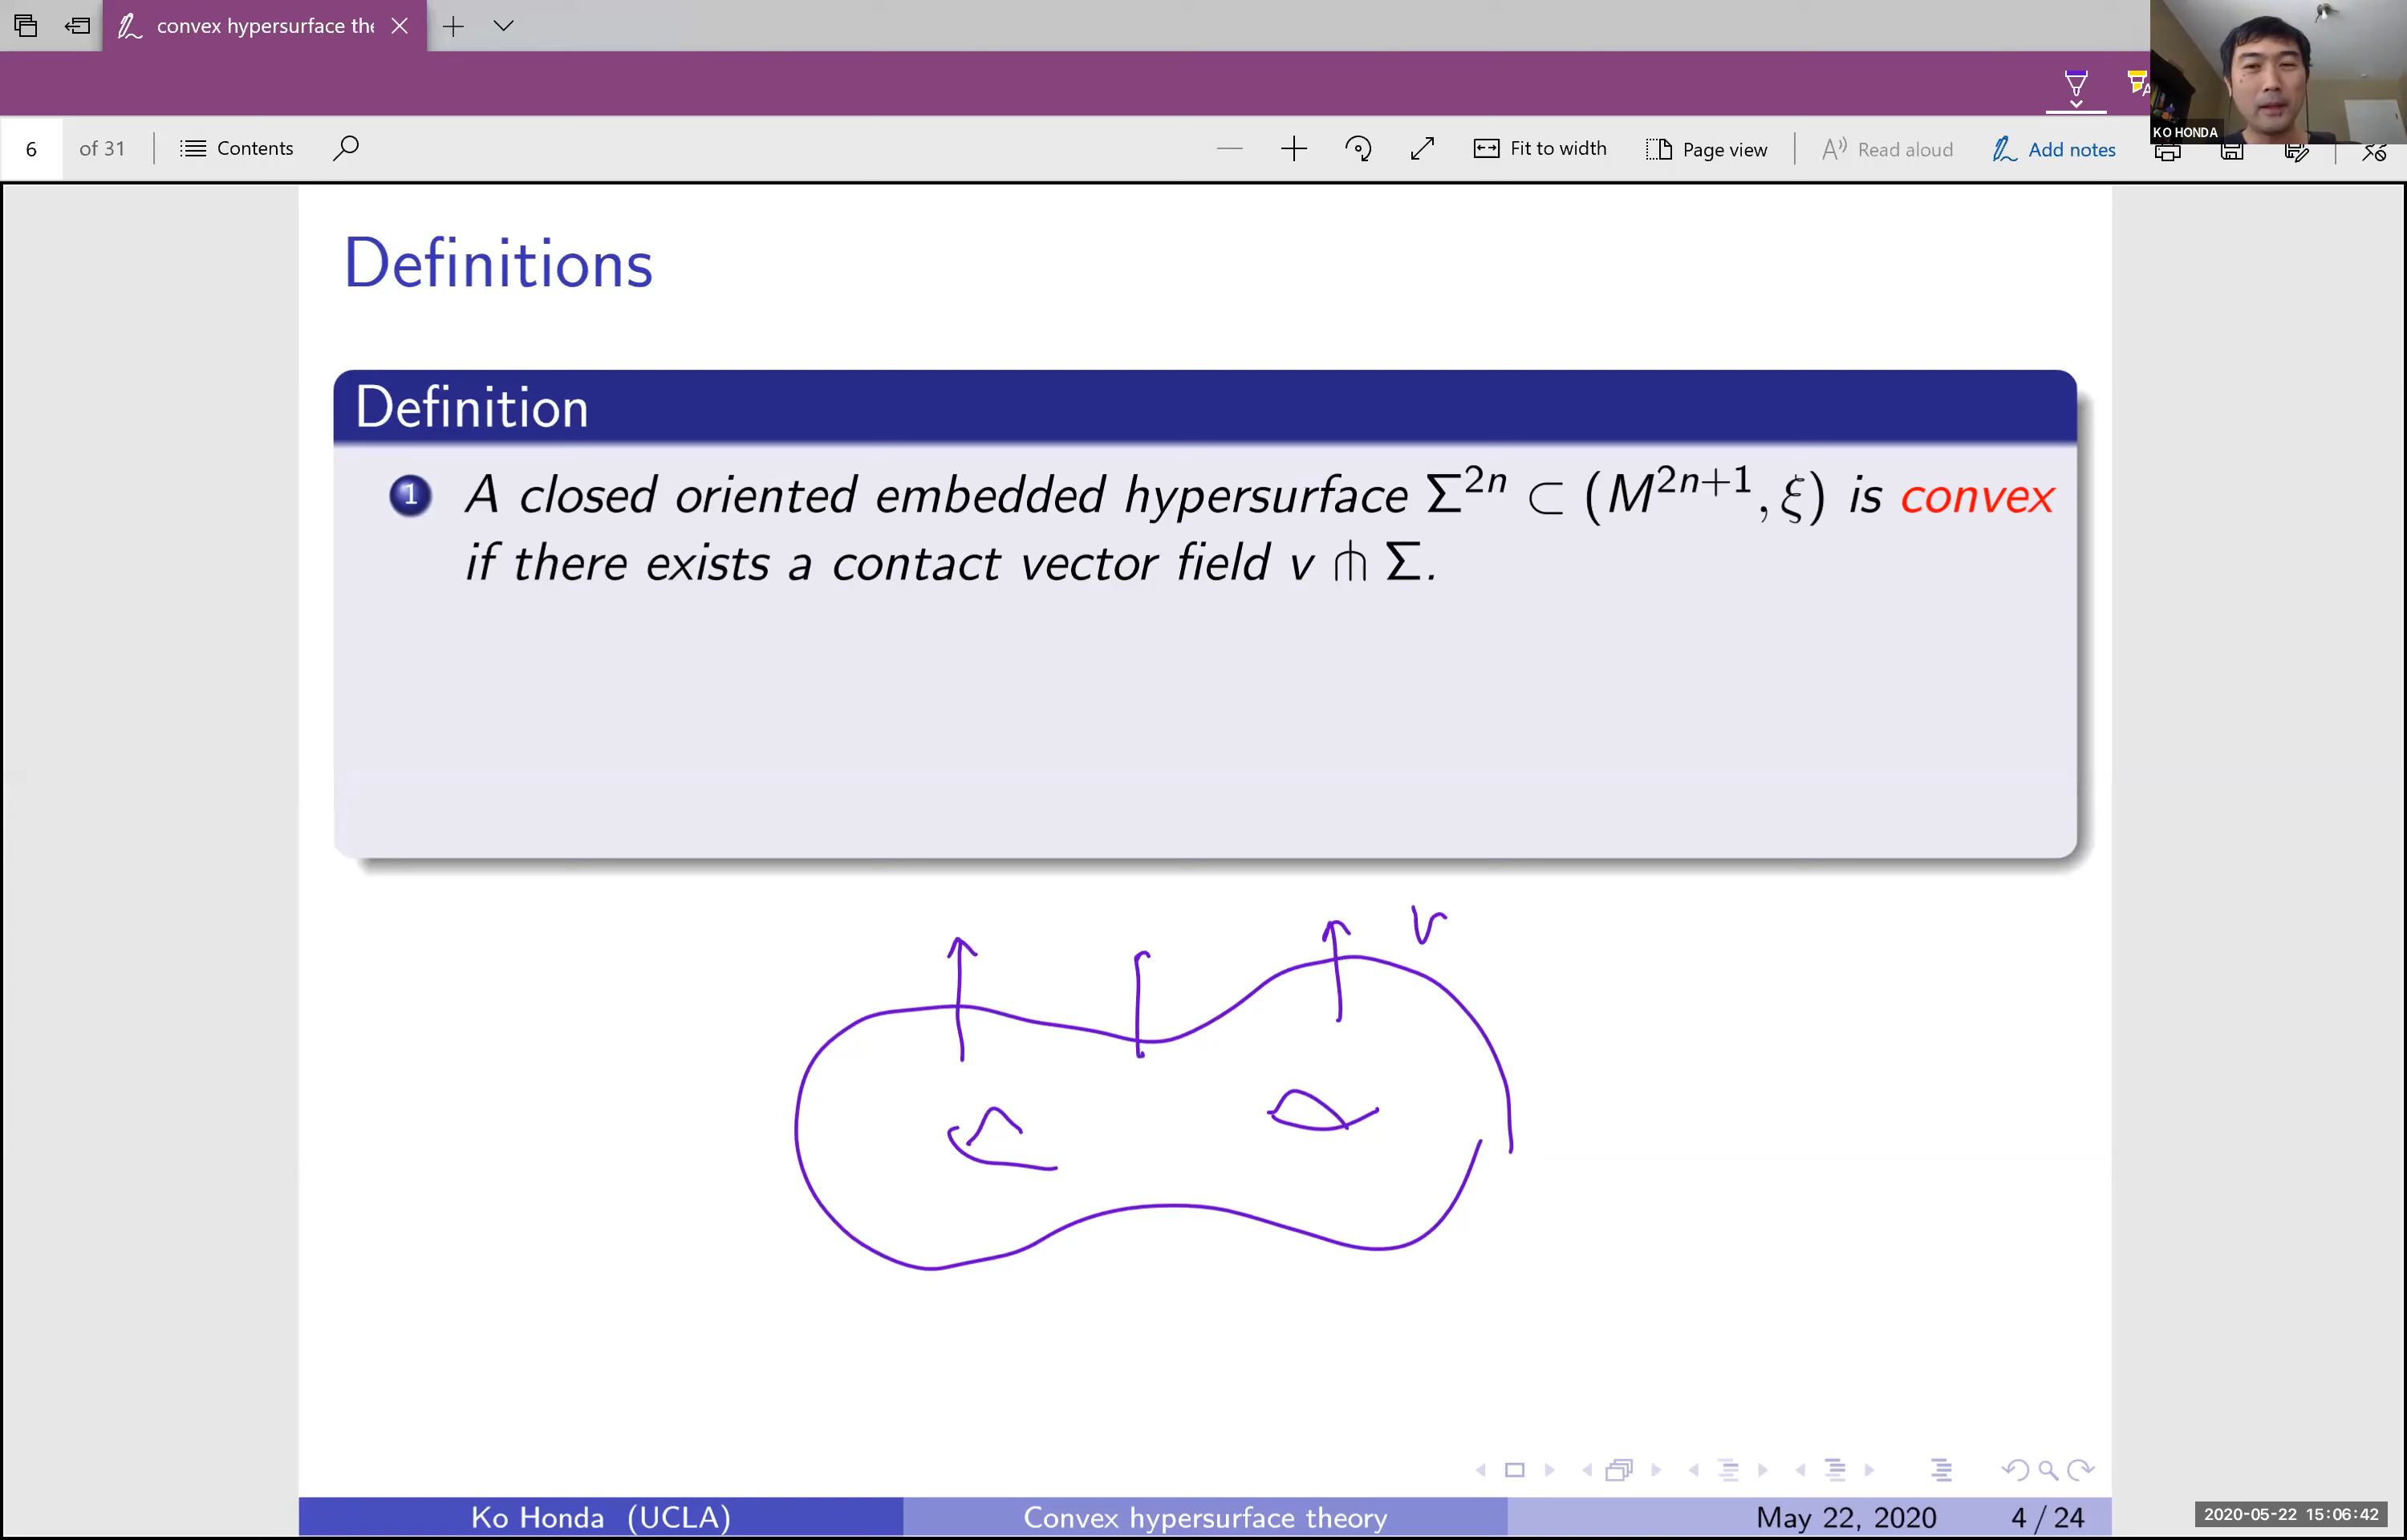 convex hypersurface the
KO HONDA
6 of 31 Contents Fit to width Page view Read aloud Add notes
Definitions
Definition
1 A closed oriented embedded hypersurface Σ^{2n} ⊂ (M^{2n+1}, ξ) is convex
if there exists a contact vector field v ⋔ Σ.
v
Ko Honda (UCLA) Convex hypersurface theory May 22, 2020 4 / 24
2020-05-22 15:06:42